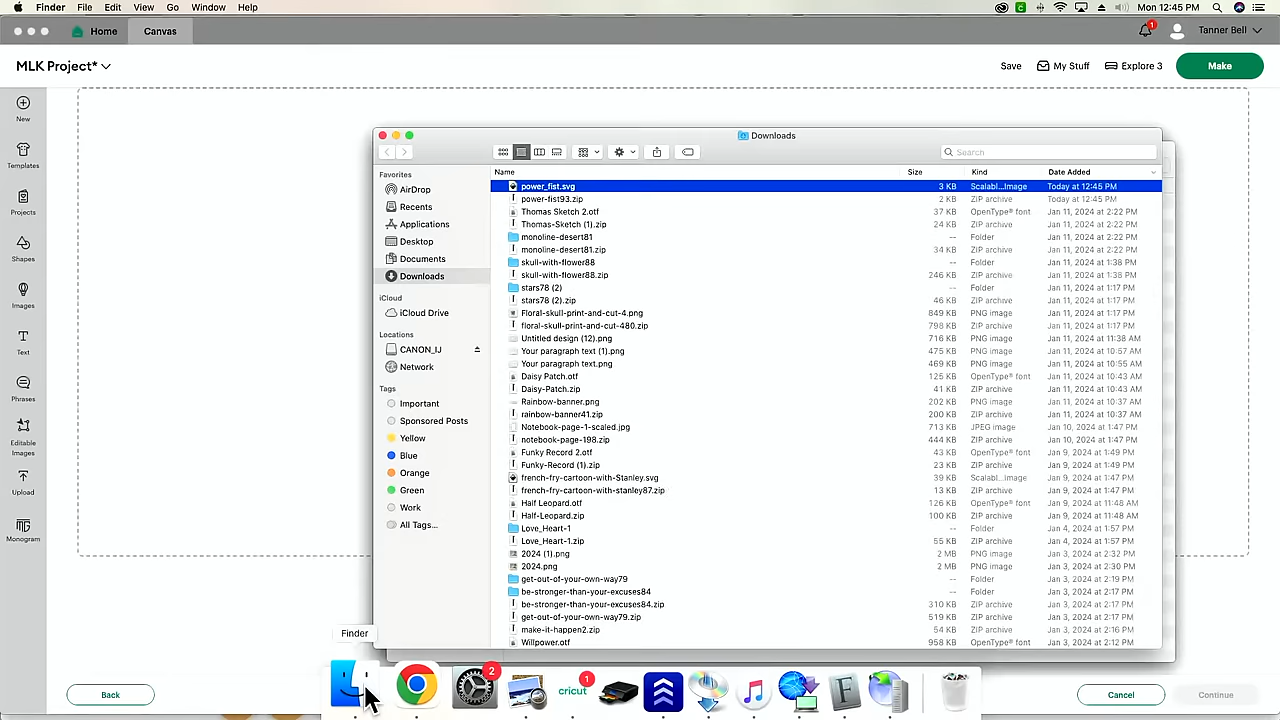 Finder File Edit View Go Window Help Mon 12:45 PM
Home Canvas 1 Tanner Bell
MLK Project* Save My Stuff Explore 3 Make
New
Templates
Projects
Shapes
Images
Text
Phrases
Editable
Images
Upload
Monogram
Downloads
Search
Favorites
AirDrop
Recents
Applications
Desktop
Documents
Downloads
iCloud
iCloud Drive
Locations
CANON_IJ
Network
Tags
Important
Sponsored Posts
Yellow
Blue
Orange
Green
Work
All Tags...
Name Size Kind Date Added
power_fist.svg 3 KB Scalabl...Image Today at 12:45 PM
power-fist93.zip 2 KB ZIP archive Today at 12:45 PM
Thomas Sketch 2.otf 37 KB OpenType® font Jan 11, 2024 at 2:22 PM
Thomas-Sketch (1).zip 24 KB ZIP archive Jan 11, 2024 at 2:22 PM
monoline-desert81 -- Folder Jan 11, 2024 at 2:22 PM
monoline-desert81.zip 34 KB ZIP archive Jan 11, 2024 at 2:22 PM
skull-with-flower88 -- Folder Jan 11, 2024 at 1:38 PM
skull-with-flower88.zip 246 KB ZIP archive Jan 11, 2024 at 1:38 PM
stars78 (2) -- Folder Jan 11, 2024 at 1:17 PM
stars78 (2).zip 46 KB ZIP archive Jan 11, 2024 at 1:17 PM
Floral-skull-print-and-cut-4.png 849 KB PNG image Jan 11, 2024 at 1:17 PM
floral-skull-print-and-cut-480.zip 798 KB ZIP archive Jan 11, 2024 at 1:17 PM
Untitled design (12).png 716 KB PNG image Jan 11, 2024 at 11:38 AM
Your paragraph text (1).png 475 KB PNG image Jan 11, 2024 at 10:57 AM
Your paragraph text.png 469 KB PNG image Jan 11, 2024 at 10:55 AM
Daisy Patch.otf 125 KB OpenType® font Jan 11, 2024 at 10:43 AM
Daisy-Patch.zip 41 KB ZIP archive Jan 11, 2024 at 10:43 AM
Rainbow-banner.png 202 KB PNG image Jan 11, 2024 at 10:37 AM
rainbow-banner41.zip 200 KB ZIP archive Jan 11, 2024 at 10:37 AM
Notebook-page-1-scaled.jpg 713 KB JPEG image Jan 10, 2024 at 1:47 PM
notebook-page-198.zip 444 KB ZIP archive Jan 10, 2024 at 1:47 PM
Funky Record 2.otf 43 KB OpenType® font Jan 9, 2024 at 1:49 PM
Funky-Record (1).zip 23 KB ZIP archive Jan 9, 2024 at 1:49 PM
french-fry-cartoon-with-Stanley.svg 39 KB Scalabl...Image Jan 9, 2024 at 1:47 PM
french-fry-cartoon-with-stanley87.zip 13 KB ZIP archive Jan 9, 2024 at 1:47 PM
Half Leopard.otf 126 KB OpenType® font Jan 9, 2024 at 11:48 AM
Half-Leopard.zip 100 KB ZIP archive Jan 9, 2024 at 11:48 AM
Love_Heart-1 -- Folder Jan 4, 2024 at 1:57 PM
Love_Heart-1.zip 55 KB ZIP archive Jan 4, 2024 at 1:57 PM
2024 (1).png 2 MB PNG image Jan 3, 2024 at 2:32 PM
2024.png 2 MB PNG image Jan 3, 2024 at 2:30 PM
get-out-of-your-own-way79 -- Folder Jan 3, 2024 at 2:19 PM
be-stronger-than-your-excuses84 -- Folder Jan 3, 2024 at 2:17 PM
be-stronger-than-your-excuses84.zip 310 KB ZIP archive Jan 3, 2024 at 2:17 PM
get-out-of-your-own-way79.zip 519 KB ZIP archive Jan 3, 2024 at 2:17 PM
make-it-happen2.zip 54 KB ZIP archive Jan 3, 2024 at 2:16 PM
Willpower.otf 958 KB OpenType® font Jan 3, 2024 at 2:12 PM
Finder
2 cricut 1 F
Back Cancel Continue